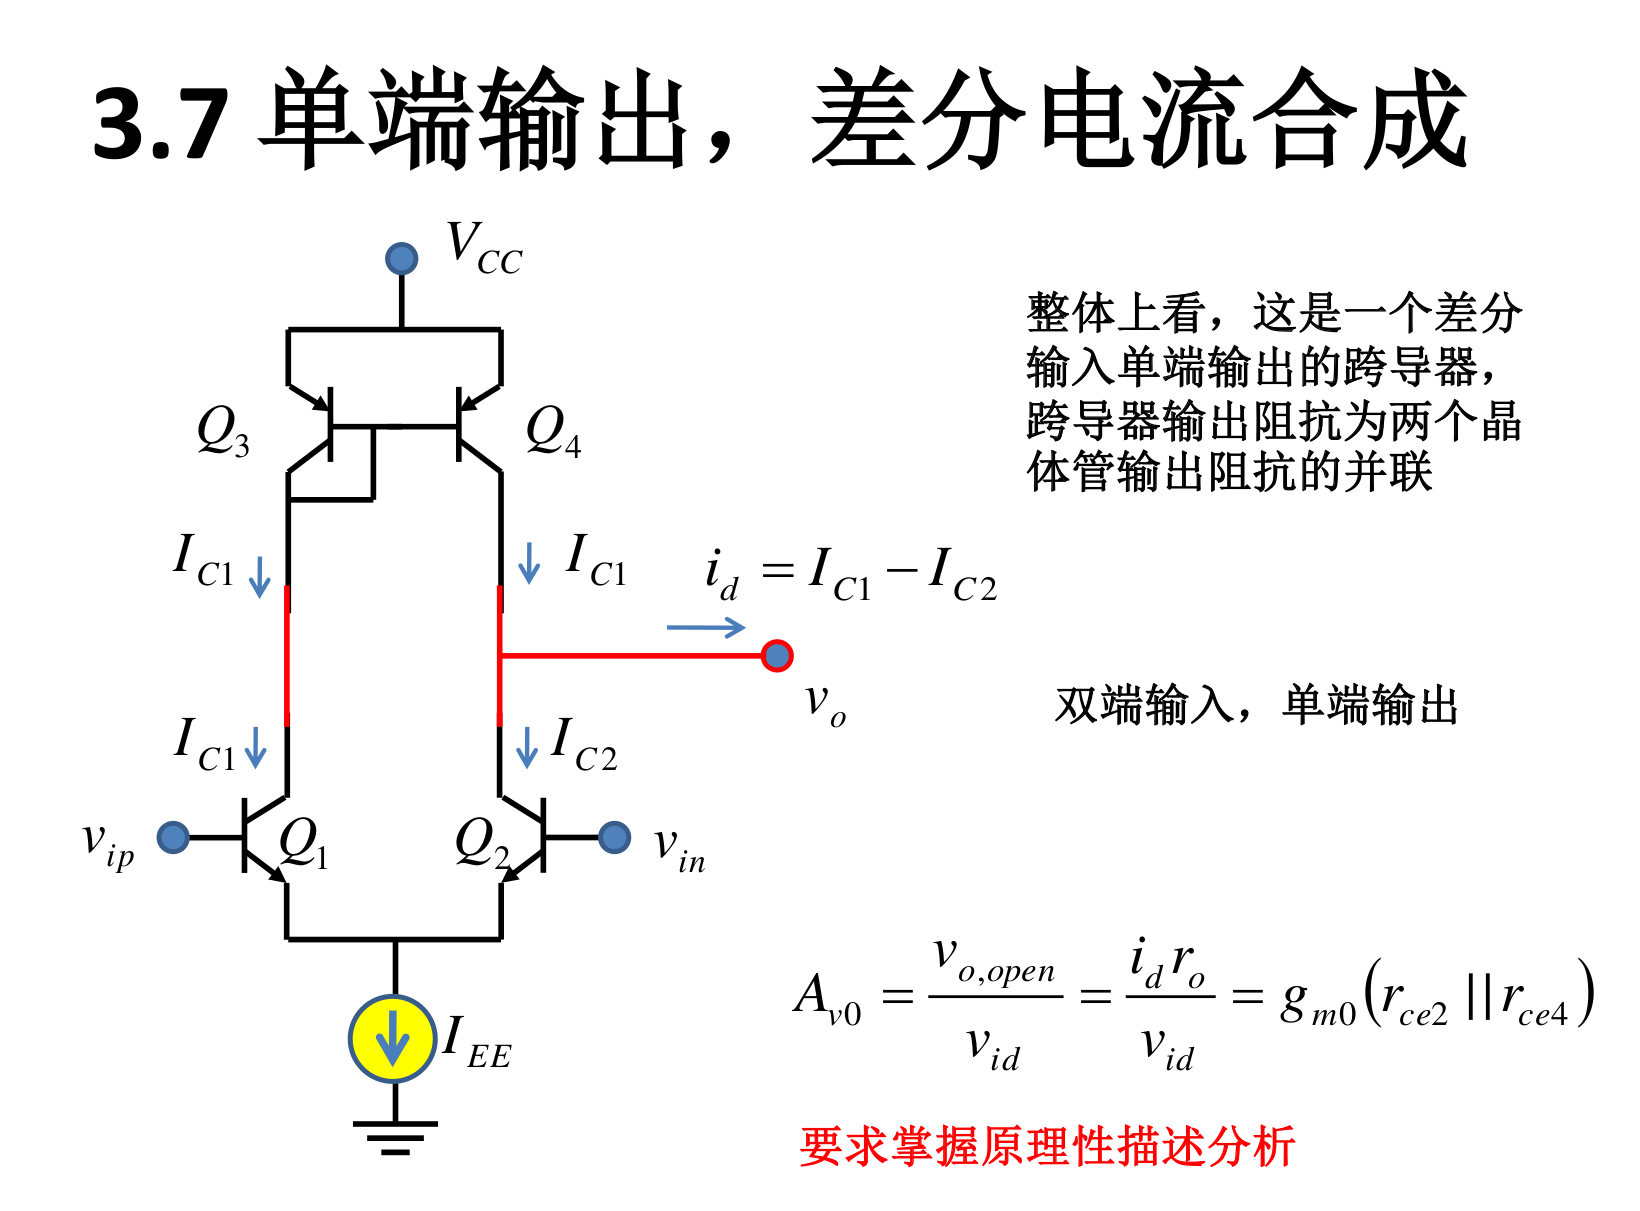 3.7 单端输出，差分电流合成
V_{CC}
整体上看，这是一个差分
输入单端输出的跨导器，
跨导器输出阻抗为两个晶
体管输出阻抗的并联
Q_3 Q_4
I_{C1} I_{C1} i_d = I_{C1} − I_{C2}
v_o
双端输入，单端输出
I_{C1} I_{C2}
v_{ip} Q_1 Q_2 v_{in}
A_{v0} = \frac{v_{o,open}}{v_{id}} = \frac{i_d r_o}{v_{id}} = g_{m0}(r_{ce2} || r_{ce4})
I_{EE}
要求掌握原理性描述分析